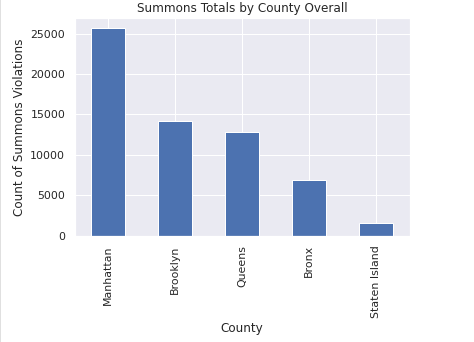 Summons Totals by County Overall
Count of Summons Violations
25000
20000
15000
10000
5000
0
Manhattan
Brooklyn
Queens
Bronx
Staten Island
County